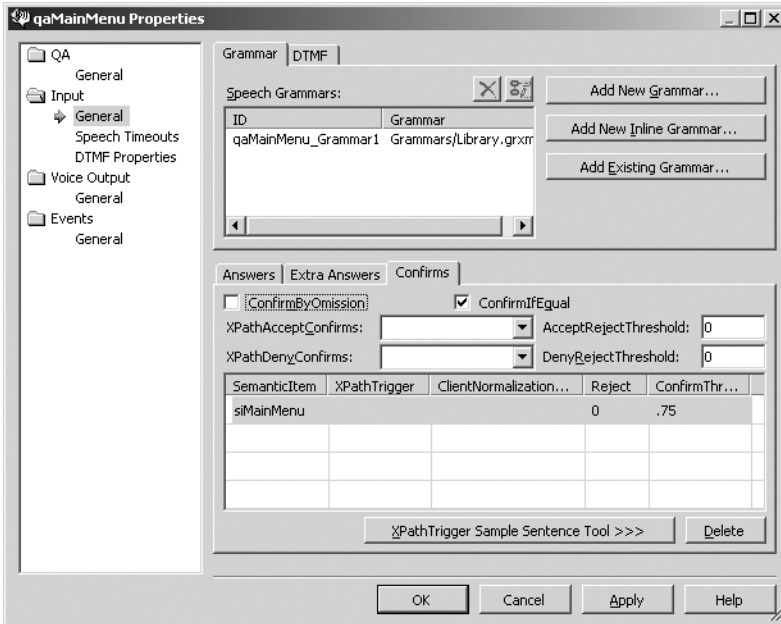 qaMainMenu Properties
QA
General
Input
General
Speech Timeouts
DTMF Properties
Voice Output
General
Events
General
Grammar DTMF
Speech Grammars:
ID Grammar
qaMainMenu_Grammar1 Grammars/Library.grxm
Add New Grammar...
Add New Inline Grammar...
Add Existing Grammar...
Answers Extra Answers Confirms
ConfirmByOmission ConfirmIfEqual
XPathAcceptConfirms: AcceptRejectThreshold: 0
XPathDenyConfirms: DenyRejectThreshold: 0
SemanticItem XPathTrigger ClientNormalization... Reject ConfirmThr...
siMainMenu 0 .75
XPathTrigger Sample Sentence Tool >>> Delete
OK Cancel Apply Help